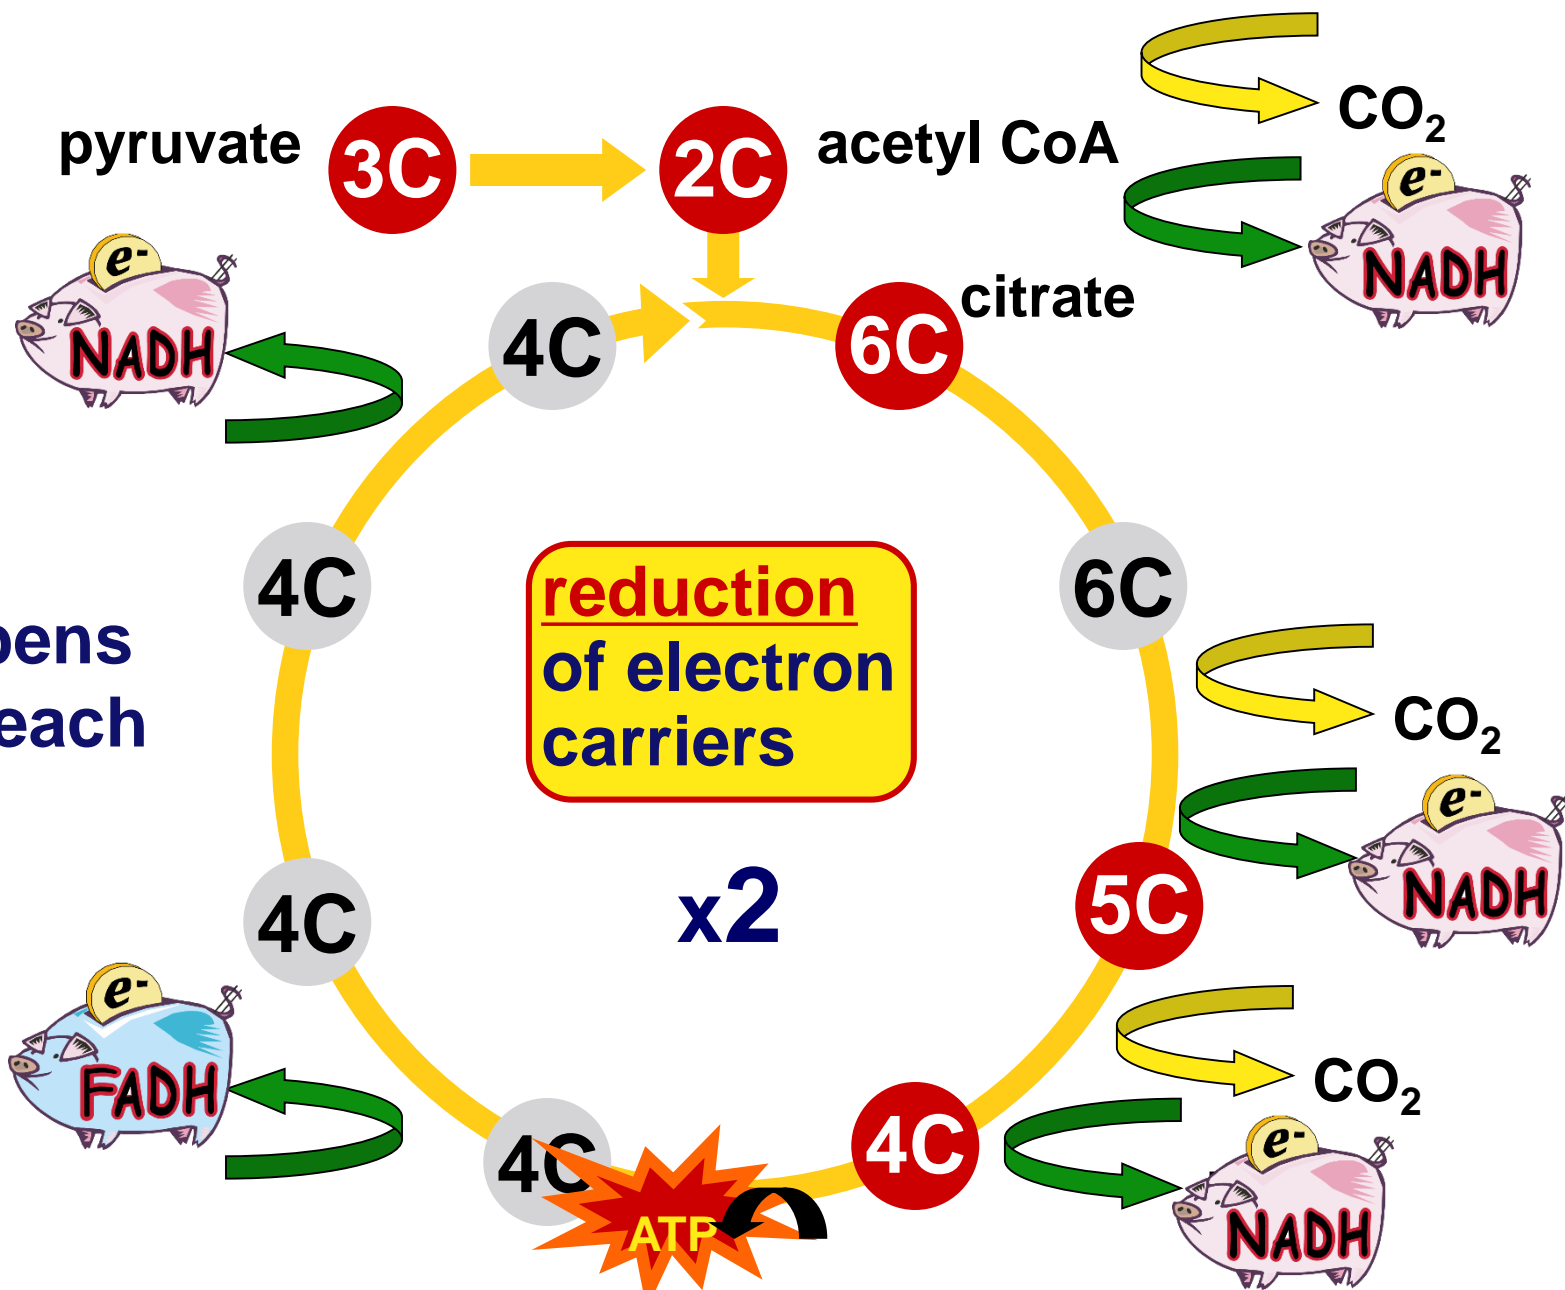 CO₂
pyruvate 3C 2C acetyl CoA
e-
NADH
e-
NADH
4C 6C citrate
4C 6C
reduction
of electron
carriers
pens
each
CO₂
e-
NADH
x2
4C 5C
e-
FADH
CO₂
e-
NADH
4C 4C
ATP